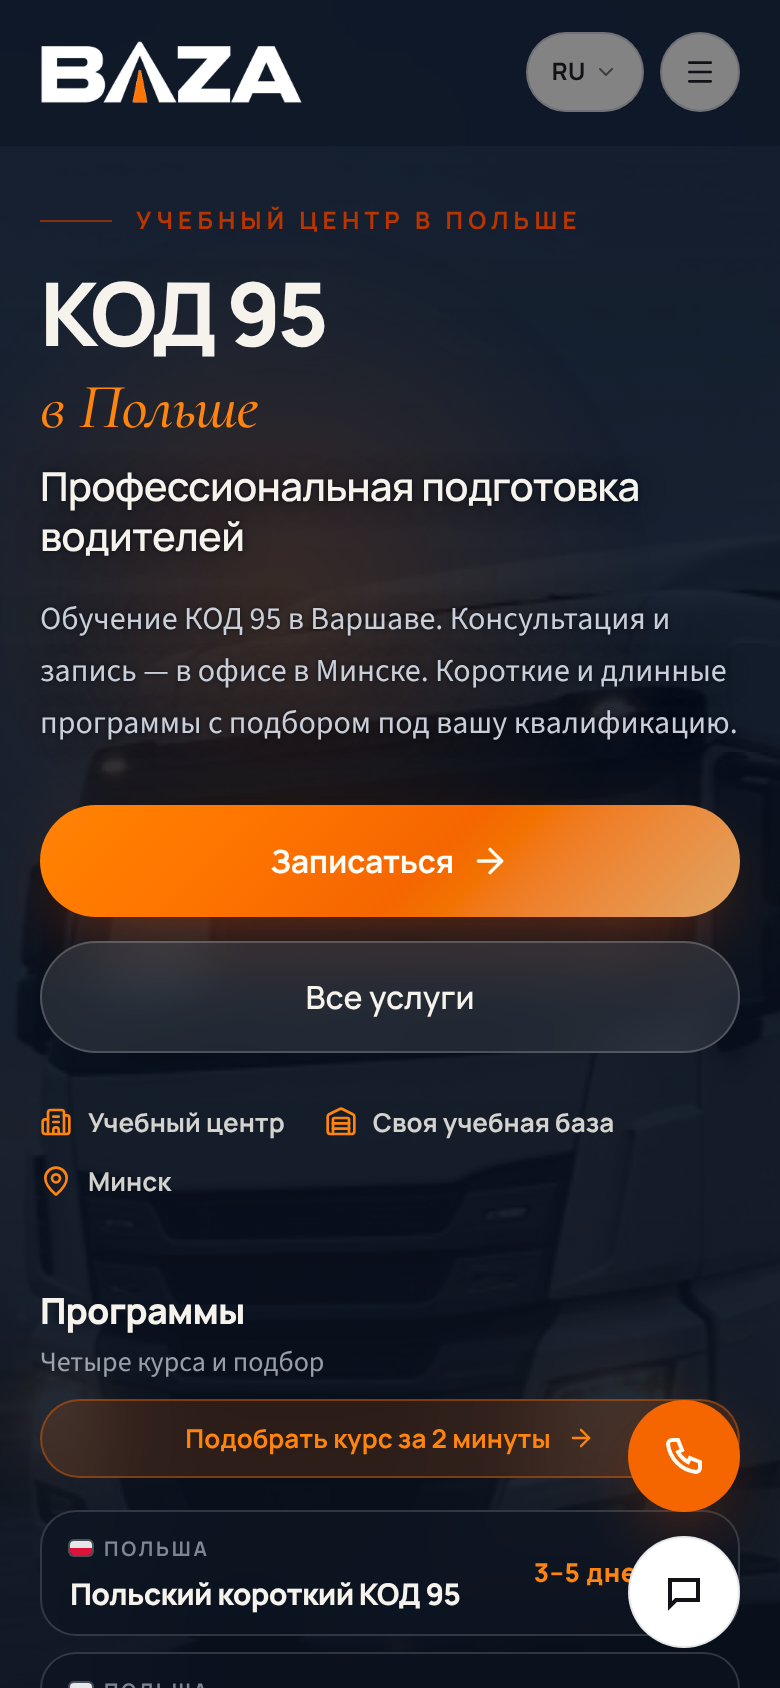 BAZA
RU
УЧЕБНЫЙ ЦЕНТР В ПОЛЬШЕ
КОД 95
в Польше
Профессиональная подготовка
водителей
Обучение КОД 95 в Варшаве. Консультация и
запись — в офисе в Минске. Короткие и длинные
программы с подбором под вашу квалификацию.
Записаться
Все услуги
Учебный центр Своя учебная база
Минск
Программы
Четыре курса и подбор
Подобрать курс за 2 минуты
ПОЛЬША
3–5 дне
Польский короткий КОД 95